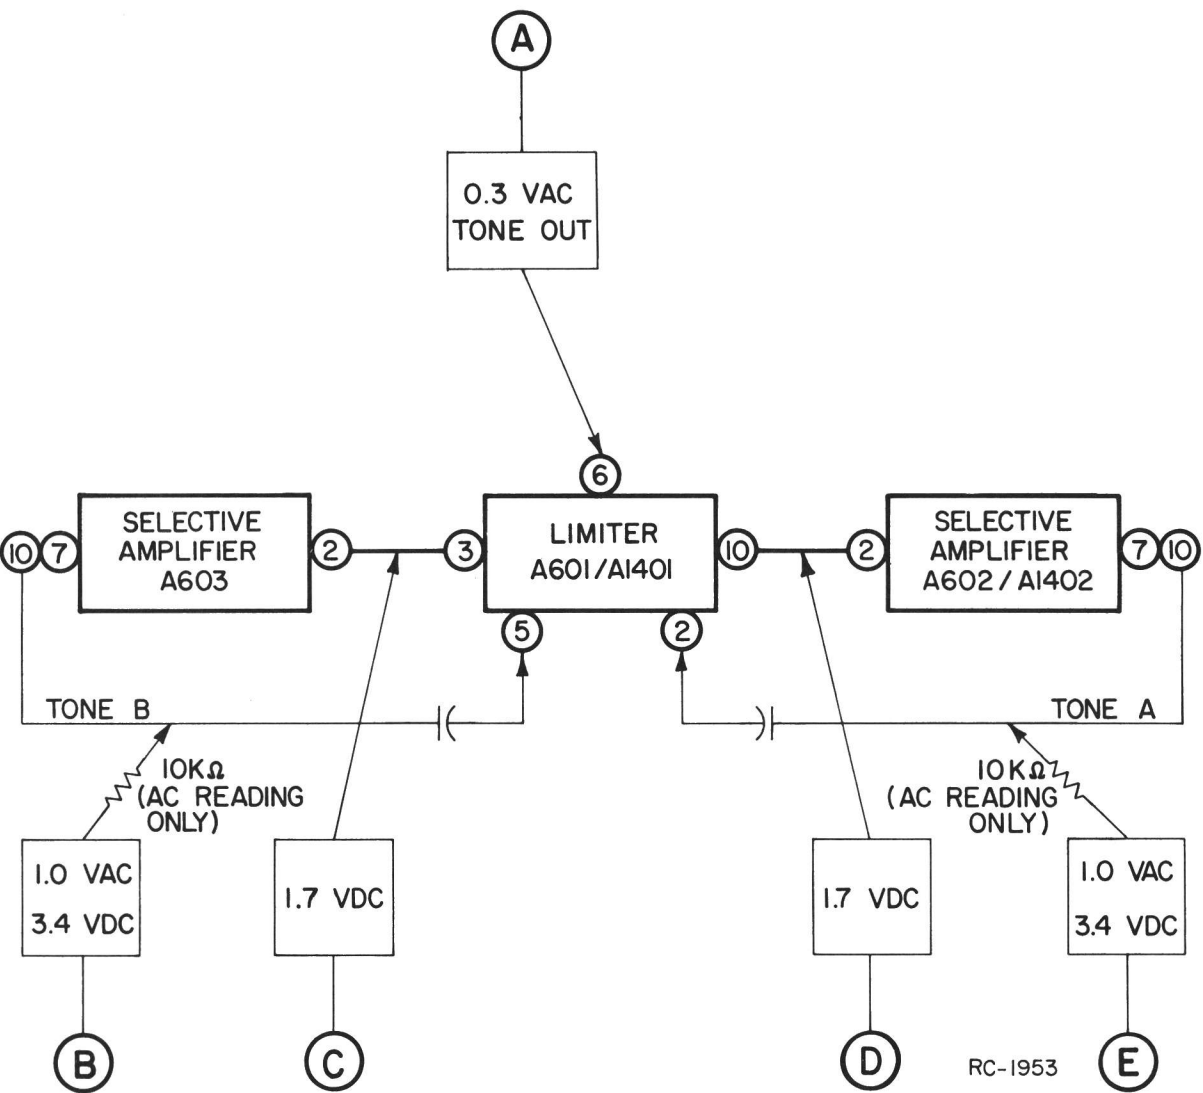 A
0.3 VAC
TONE OUT
6
SELECTIVE
AMPLIFIER
A603
10
7
2
3
LIMITER
A601/A1401
10
2
SELECTIVE
AMPLIFIER
A602/A1402
7
10
5
2
TONE B
TONE A
10KΩ
(AC READING
ONLY)
10KΩ
(AC READING
ONLY)
1.0 VAC
3.4 VDC
1.7 VDC
1.7 VDC
1.0 VAC
3.4 VDC
B
C
D
RC-1953
E